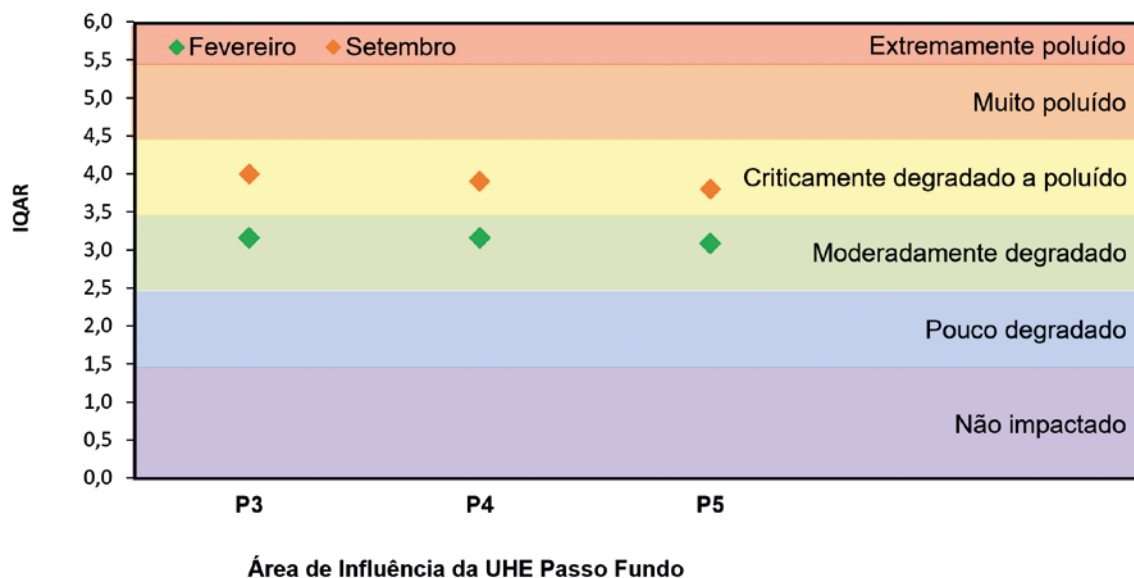 6,0
Fevereiro Setembro Extremamente poluído
5,5
5,0 Muito poluído
4,5
4,0 Criticamente degradado a poluído
3,5
3,0 Moderadamente degradado
2,5
2,0 Pouco degradado
1,5
1,0
Não impactado
0,5
0,0
IQAR
P3 P4 P5
Área de Influência da UHE Passo Fundo